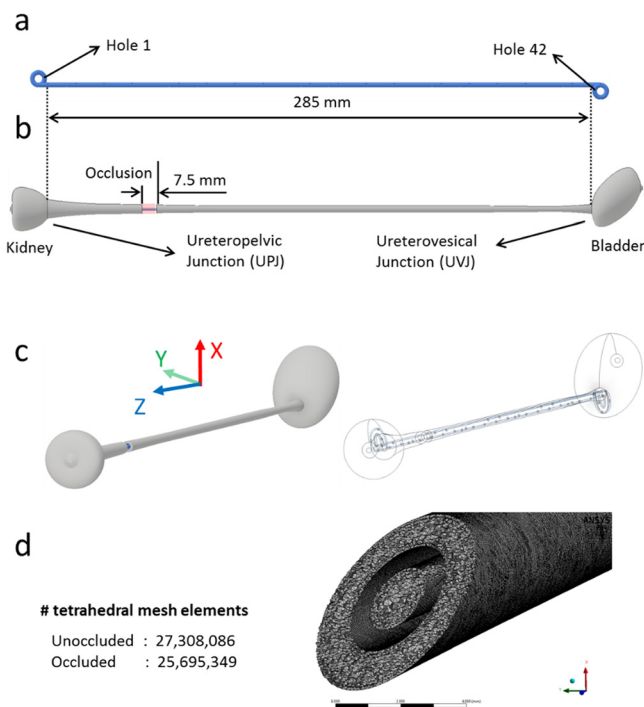 a
Hole 1
Hole 42
285 mm
b
Occlusion
7.5 mm
Kidney
Ureteropelvic
Junction (UPJ)
Ureterovesical
Junction (UVJ)
Bladder
c
X
Y
Z
d
ANSYS
# tetrahedral mesh elements
Unoccluded : 27,308,086
Occluded : 25,695,349